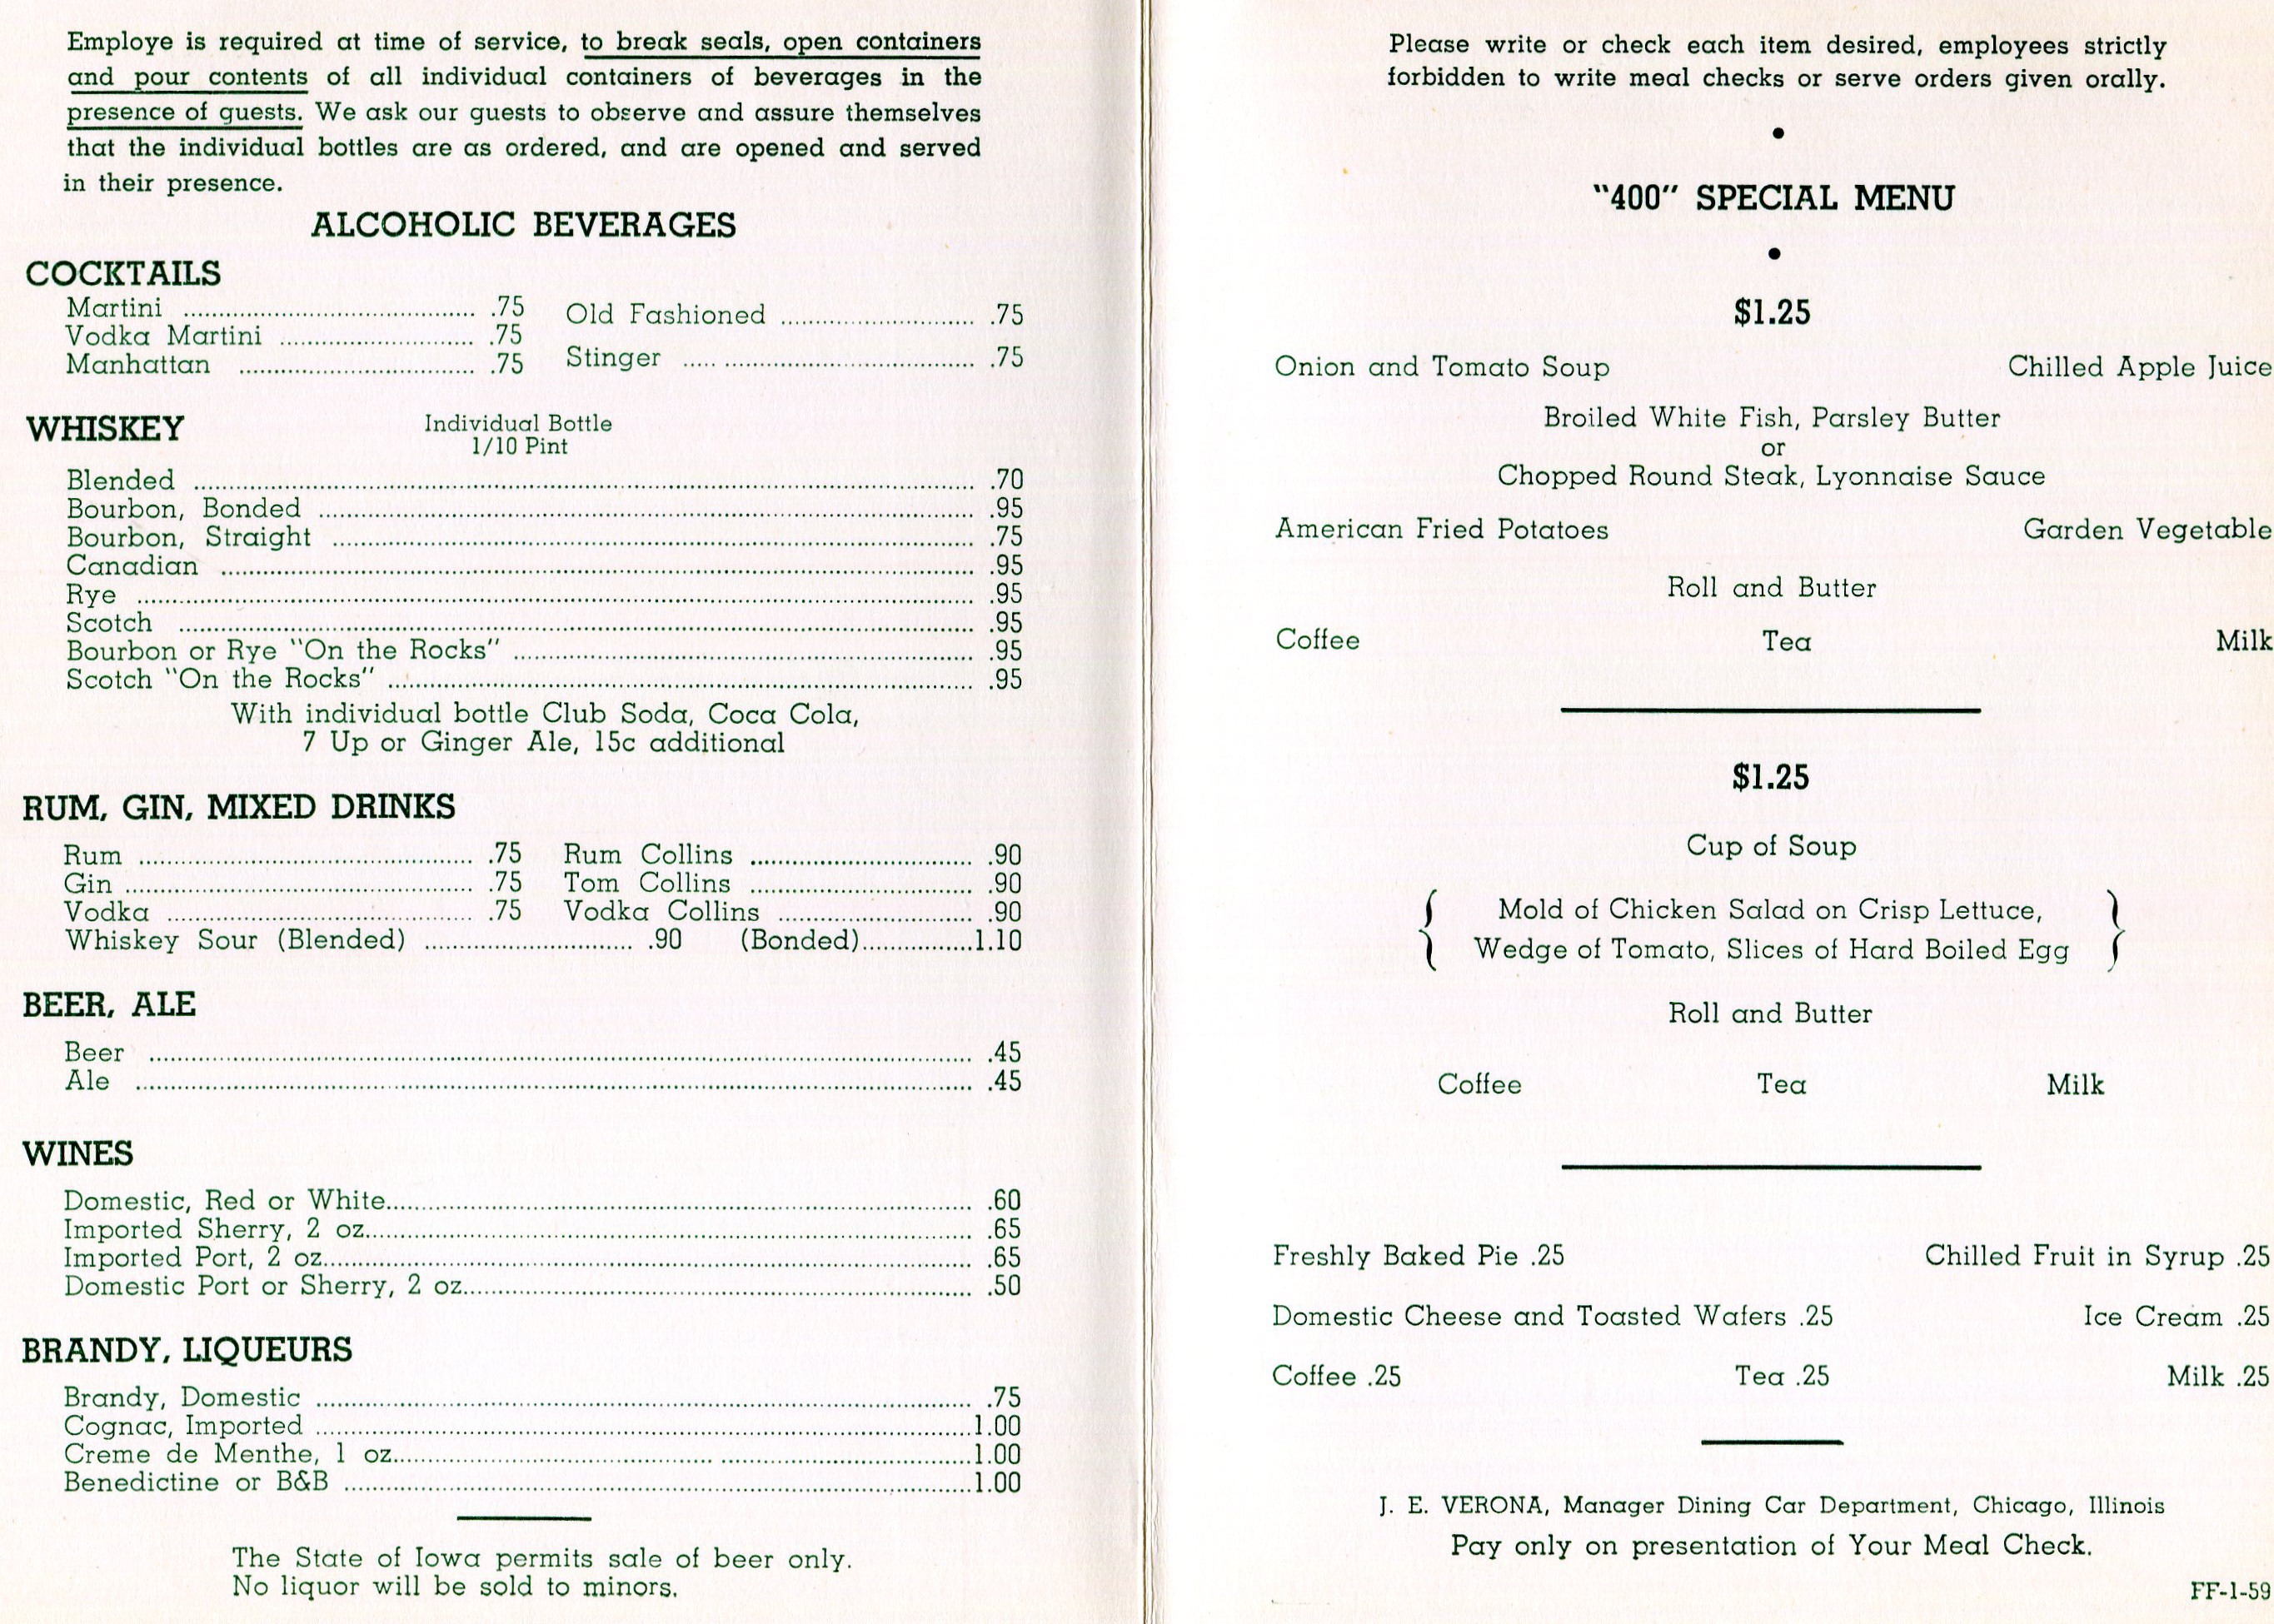 Employe is required at time of service, to break seals, open containers
and pour contents of all individual containers of beverages in the
presence of guests. We ask our guests to observe and assure themselves
that the individual bottles are as ordered, and are opened and served
in their presence.
ALCOHOLIC BEVERAGES
COCKTAILS
Martini .75 Old Fashioned .75
Vodka Martini .75
Manhattan .75 Stinger .75
WHISKEY Individual Bottle
1/10 Pint
Blended .70
Bourbon, Bonded .95
Bourbon, Straight .75
Canadian .95
Rye .95
Scotch .95
Bourbon or Rye "On the Rocks" .95
Scotch "On the Rocks" .95
With individual bottle Club Soda, Coca Cola,
7 Up or Ginger Ale, 15c additional
RUM, GIN, MIXED DRINKS
Rum .75 Rum Collins .90
Gin .75 Tom Collins .90
Vodka .75 Vodka Collins .90
Whiskey Sour (Blended) .90 (Bonded) 1.10
BEER, ALE
Beer .45
Ale .45
WINES
Domestic, Red or White .60
Imported Sherry, 2 oz. .65
Imported Port, 2 oz. .65
Domestic Port or Sherry, 2 oz. .50
BRANDY, LIQUEURS
Brandy, Domestic .75
Cognac, Imported 1.00
Creme de Menthe, 1 oz. 1.00
Benedictine or B&B 1.00
The State of Iowa permits sale of beer only.
No liquor will be sold to minors.
Please write or check each item desired, employees strictly
forbidden to write meal checks or serve orders given orally.
•
"400" SPECIAL MENU
•
$1.25
Onion and Tomato Soup Chilled Apple Juice
Broiled White Fish, Parsley Butter
or
Chopped Round Steak, Lyonnaise Sauce
American Fried Potatoes Garden Vegetable
Roll and Butter
Coffee Tea Milk
$1.25
Cup of Soup
{ Mold of Chicken Salad on Crisp Lettuce,
Wedge of Tomato, Slices of Hard Boiled Egg }
Roll and Butter
Coffee Tea Milk
Freshly Baked Pie .25 Chilled Fruit in Syrup .25
Domestic Cheese and Toasted Wafers .25 Ice Cream .25
Coffee .25 Tea .25 Milk .25
J. E. VERONA, Manager Dining Car Department, Chicago, Illinois
Pay only on presentation of Your Meal Check.
FF-1-59